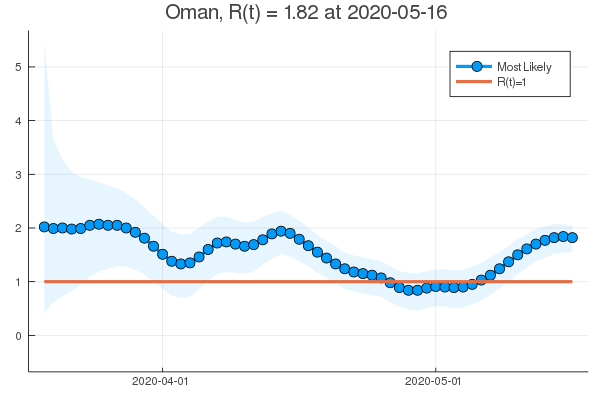 Oman, R(t) = 1.82 at 2020-05-16
Most Likely
R(t)=1
5
4
3
2
1
0
2020-04-01
2020-05-01